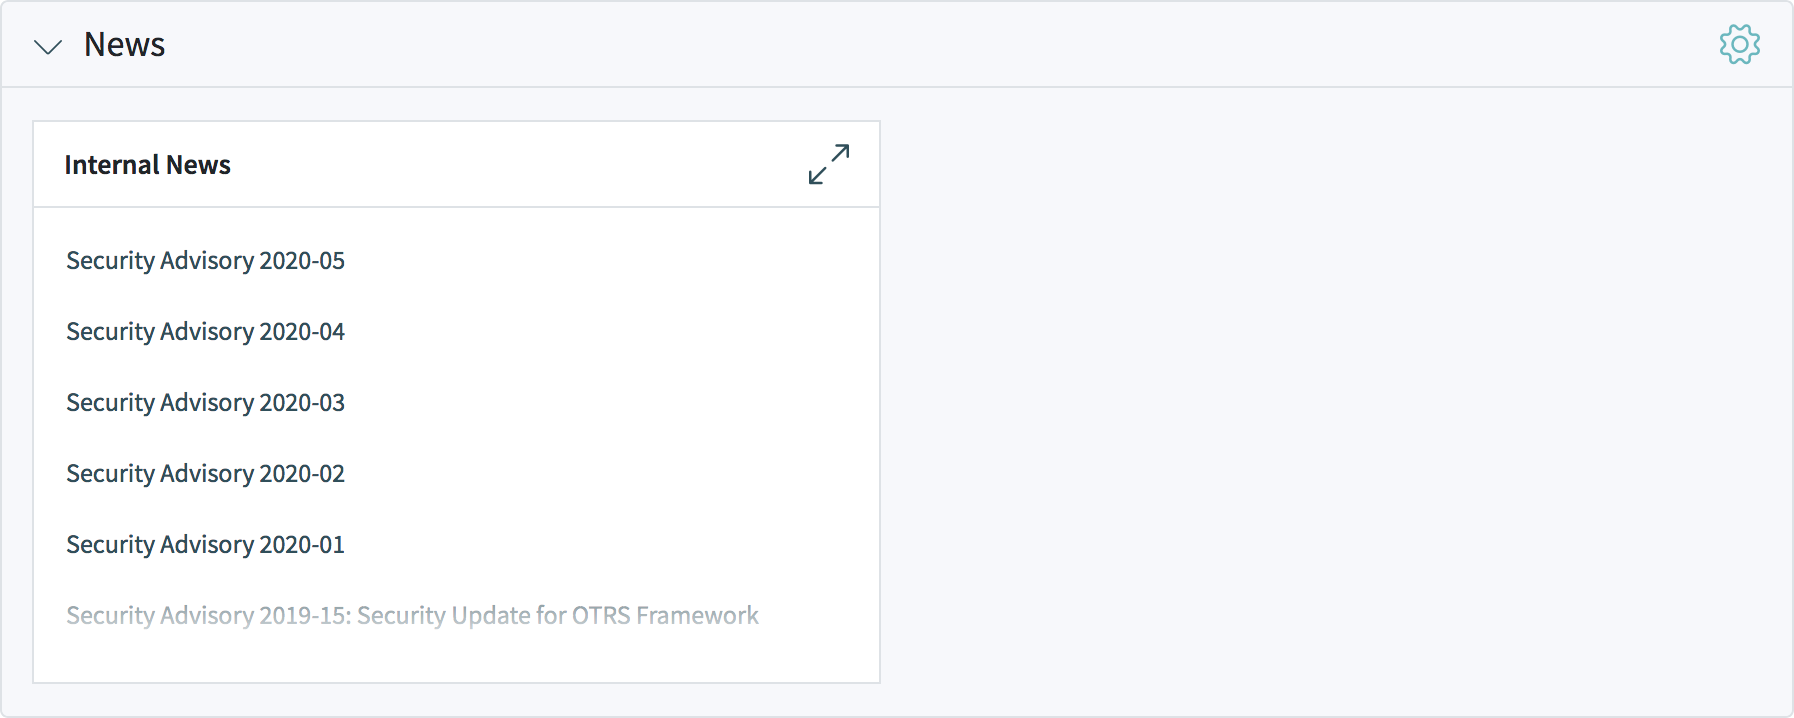 News
Internal News
Security Advisory 2020-05
Security Advisory 2020-04
Security Advisory 2020-03
Security Advisory 2020-02
Security Advisory 2020-01
Security Advisory 2019-15: Security Update for OTRS Framework